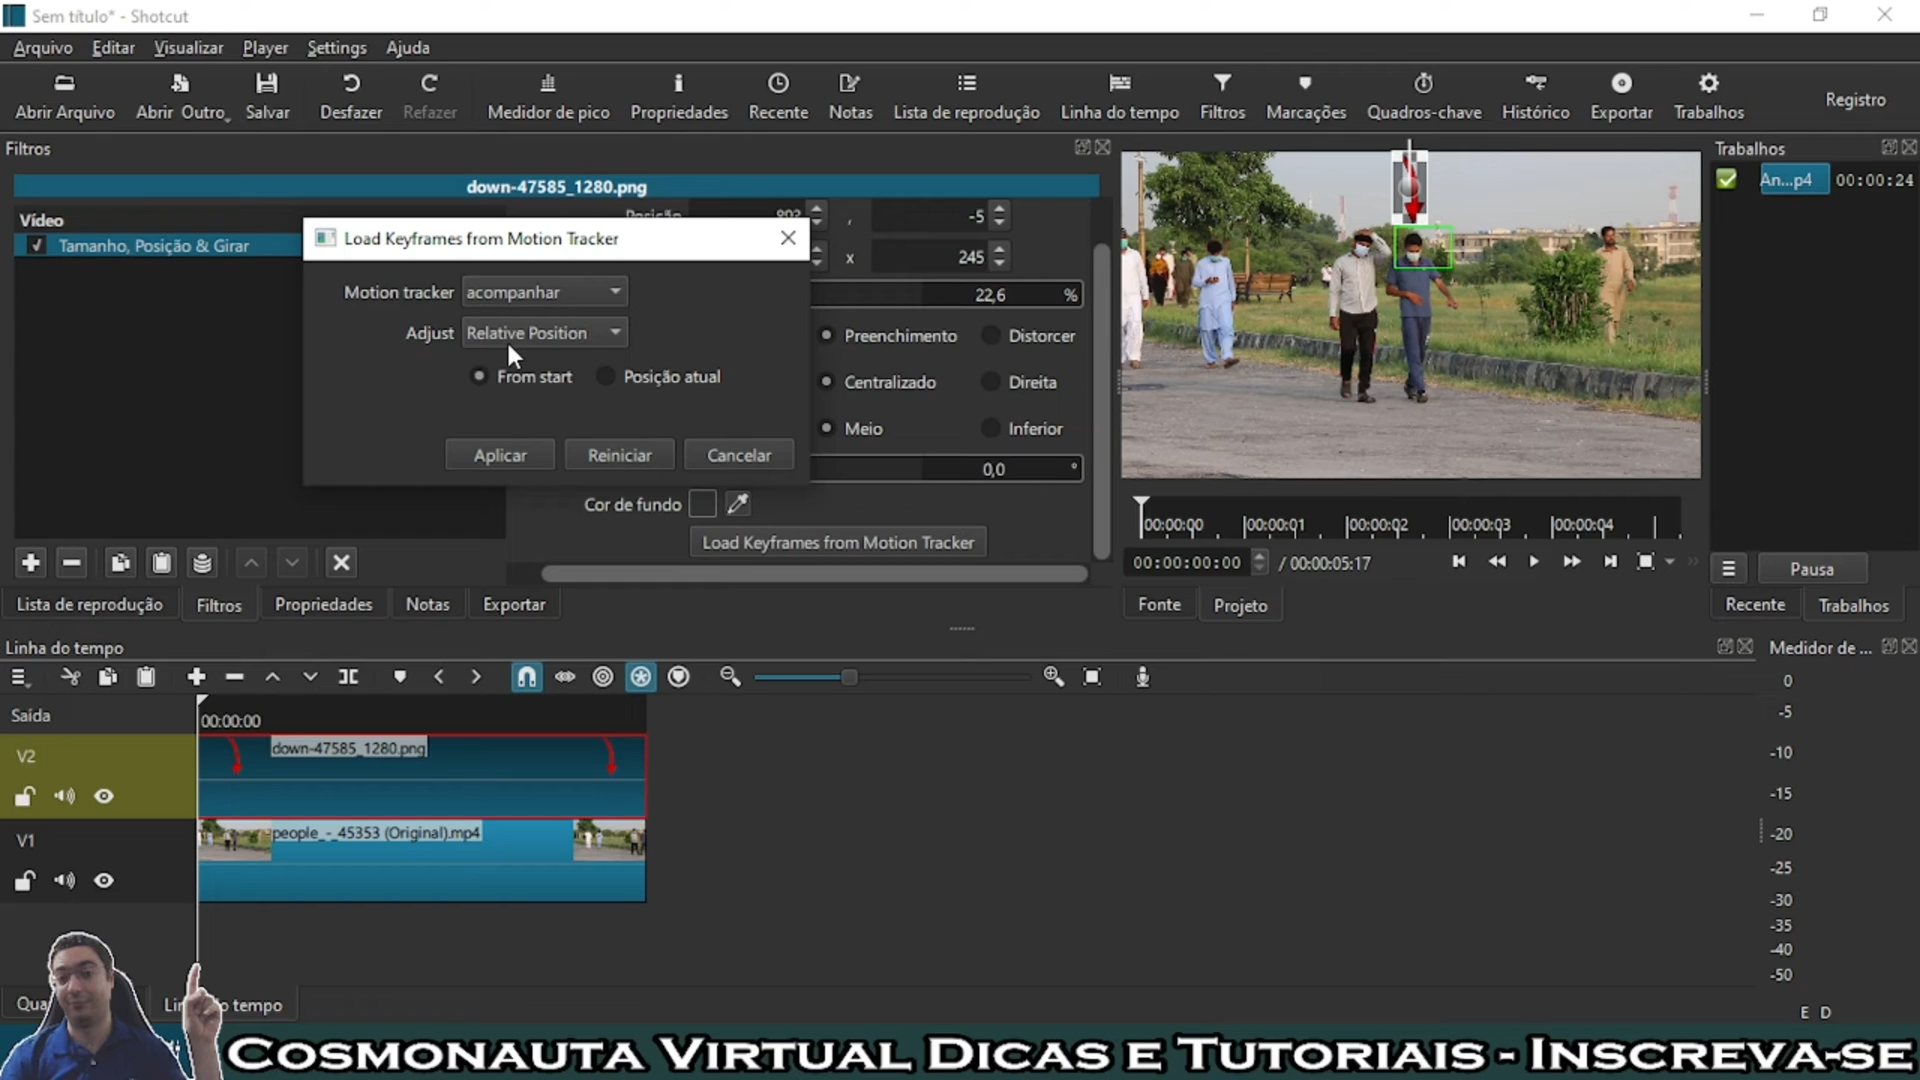 Sem título* - Shotcut
Arquivo Editar Visualizar Player Settings Ajuda
Abrir Arquivo Abrir Outro Salvar Desfazer Refazer Medidor de pico Propriedades Recente Notas Lista de reprodução Linha do tempo Filtros Marcações Quadros-chave Histórico Exportar Trabalhos Registro
Filtros
down-47585_1280.png
Vídeo
Tamanho, Posição & Girar
Posição 892 , -5
x 245
22,6 %
Preenchimento Distorcer
Centralizado Direita
Meio Inferior
0,0 °
Cor de fundo
Load Keyframes from Motion Tracker
Load Keyframes from Motion Tracker
Motion tracker acompanhar
Adjust Relative Position
From start Posição atual
Aplicar Reiniciar Cancelar
Lista de reprodução Filtros Propriedades Notas Exportar
00:00:00 00:00:01 00:00:02 00:00:03 00:00:04
00:00:00:00 / 00:00:05:17
Fonte Projeto
Trabalhos
An...p4 00:00:24
Pausa
Recente Trabalhos
Linha do tempo
Saída
00:00:00
V2
down-47585_1280.png
V1
people_-_45353 (Original).mp4
Medidor de ...
0
-5
-10
-15
-20
-25
-30
-35
-40
-50
E D
Cosmonauta Virtual Dicas e Tutoriais - Inscreva-se